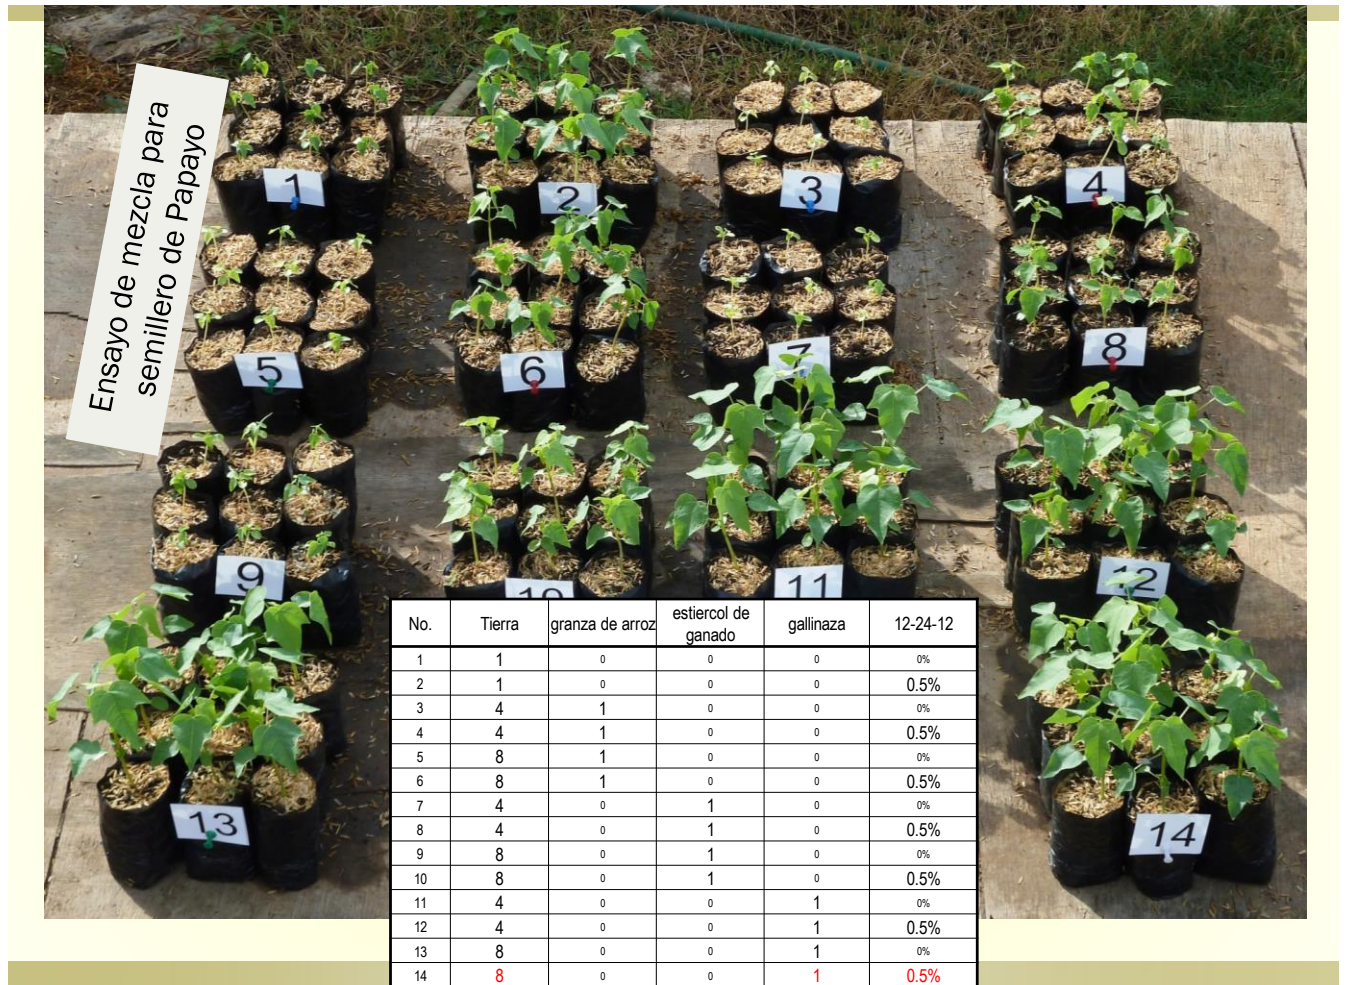 Ensayo de mezcla para
semillero de Papayo
1
2
3
4
5
6
7
8
9
10
11
12
13
14
No. Tierra granza de arroz estiercol de ganado gallinaza 12-24-12
1 1 0 0 0 0%
2 1 0 0 0 0.5%
3 4 1 0 0 0%
4 4 1 0 0 0.5%
5 8 1 0 0 0%
6 8 1 0 0 0.5%
7 4 0 1 0 0%
8 4 0 1 0 0.5%
9 8 0 1 0 0%
10 8 0 1 0 0.5%
11 4 0 0 1 0%
12 4 0 0 1 0.5%
13 8 0 0 1 0%
14 8 0 0 1 0.5%